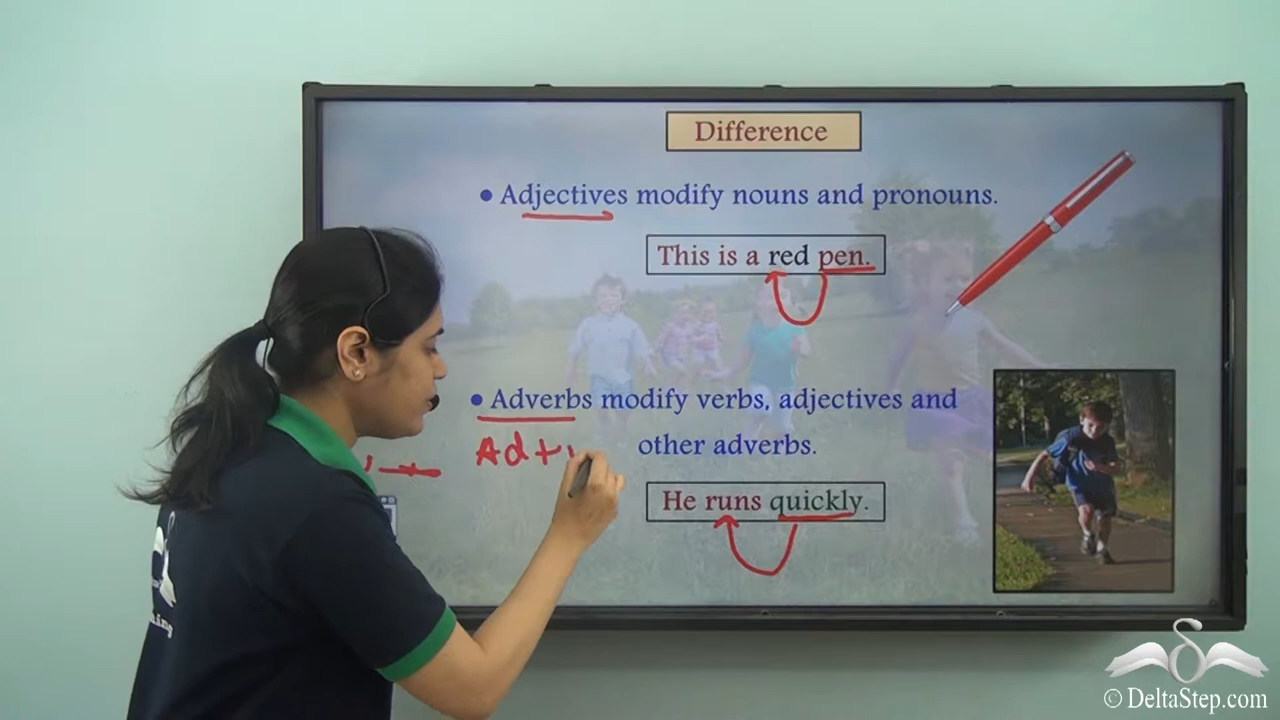 Difference
• Adjectives modify nouns and pronouns.
This is a red pen.
• Adverbs modify verbs, adjectives and
other adverbs.
He runs quickly.
© DeltaStep.com